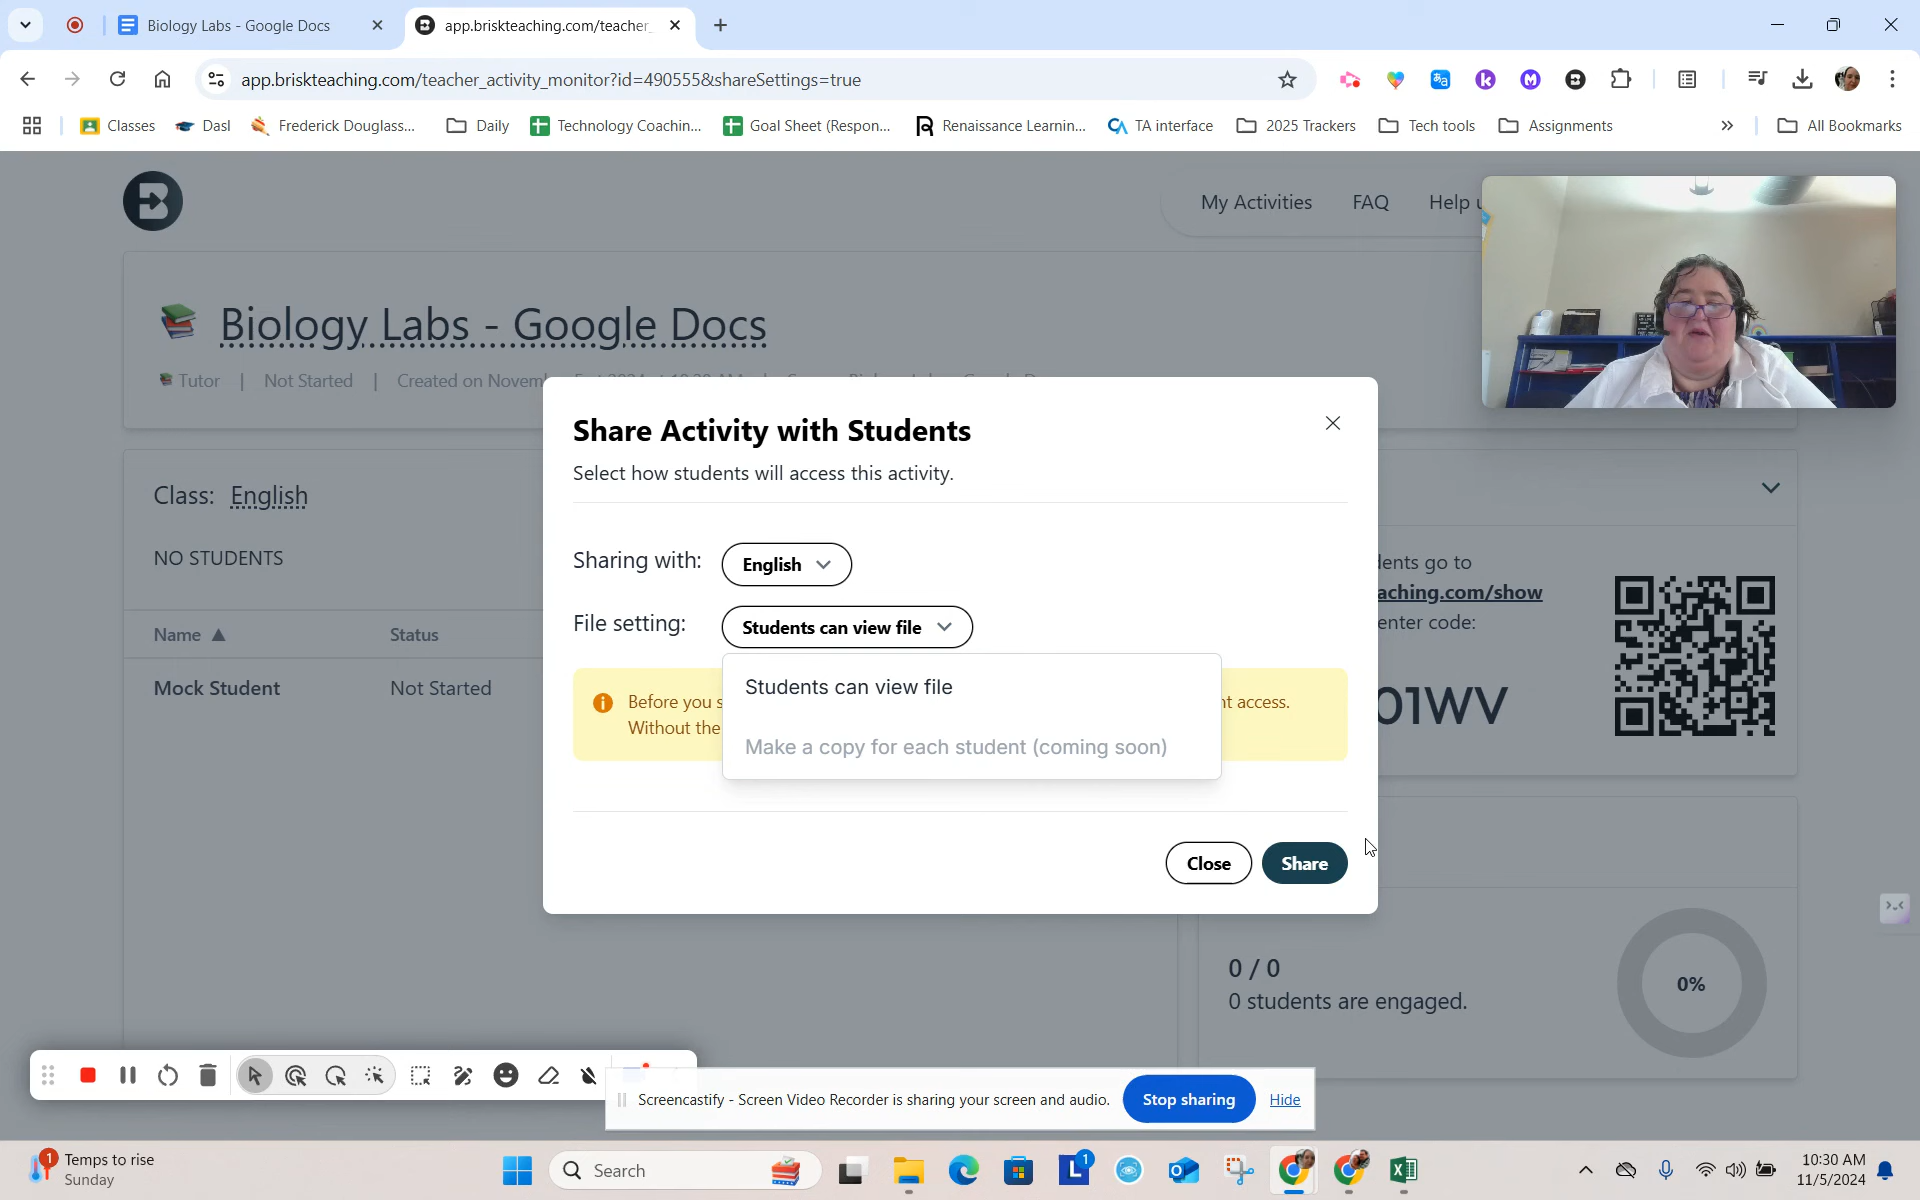 Biology Labs - Google Docs
app.briskteaching.com/teacher_
app.briskteaching.com/teacher_activity_monitor?id=490555&shareSettings=true
Classes
Dasl
Frederick Douglass...
Daily
Technology Coachin...
Goal Sheet (Respon...
Renaissance Learnin...
TA interface
2025 Trackers
Tech tools
Assignments
All Bookmarks
My Activities
FAQ
Help u
Biology Labs - Google Docs
Tutor | Not Started | Created on Novem
Share Activity with Students
Select how students will access this activity.
Class: English
NO STUDENTS
Name ▲ Status
Mock Student Not Started
Sharing with: English
File setting: Students can view file
Students can view file
Make a copy for each student (coming soon)
Before you s
nt access.
Without the
Close
Share
dents go to
aching.com/show
enter code:
01WV
0 / 0
0 students are engaged.
0%
Screencastify - Screen Video Recorder is sharing your screen and audio.
Stop sharing
Hide
1
Temps to rise
Sunday
Search
1
10:30 AM
11/5/2024